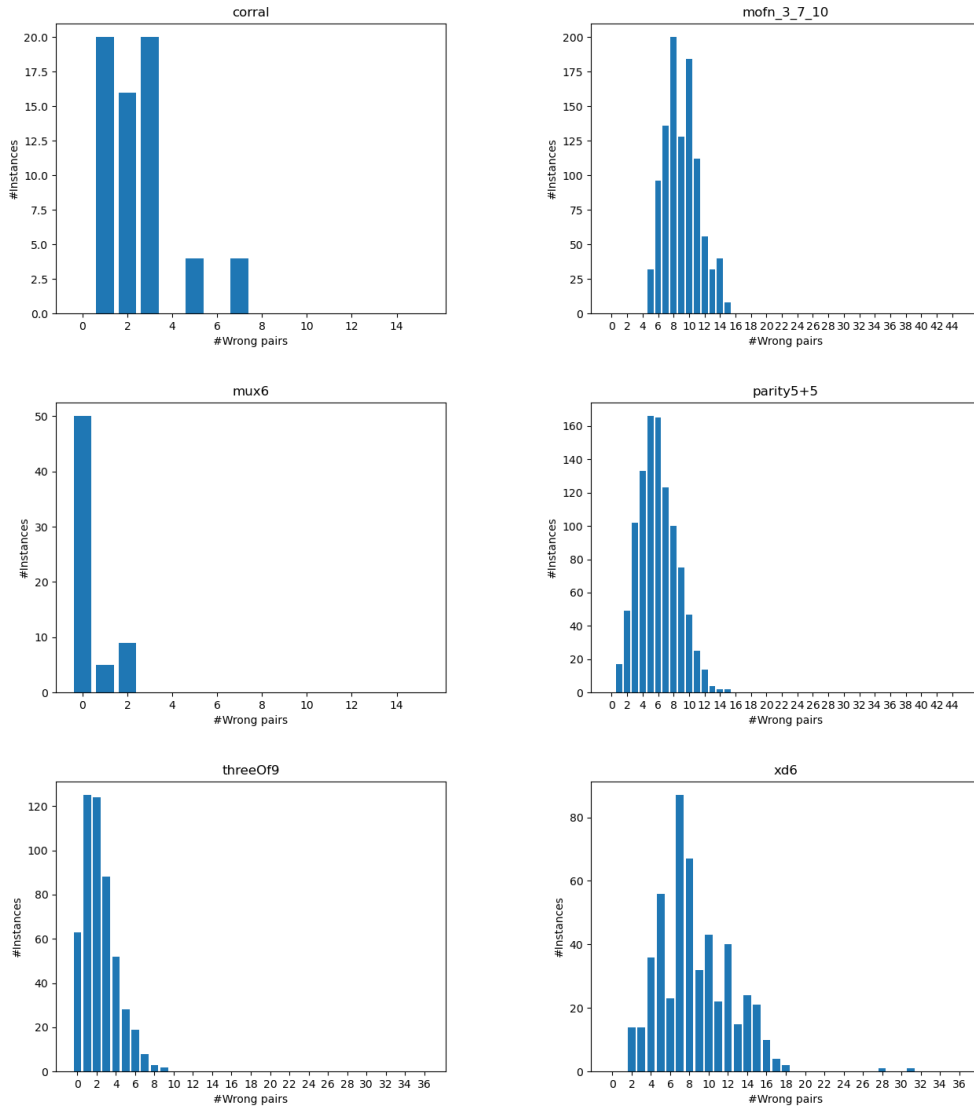 corral
20.0
17.5
15.0
12.5
10.0
7.5
5.0
2.5
0.0
#Instances
0 2 4 6 8 10 12 14
#Wrong pairs
mofn_3_7_10
200
175
150
125
100
75
50
25
0
#Instances
0 2 4 6 8 10 12 14 16 18 20 22 24 26 28 30 32 34 36 38 40 42 44
#Wrong pairs
mux6
50
40
30
20
10
0
#Instances
0 2 4 6 8 10 12 14
#Wrong pairs
parity5+5
160
140
120
100
80
60
40
20
0
#Instances
0 2 4 6 8 10 12 14 16 18 20 22 24 26 28 30 32 34 36 38 40 42 44
#Wrong pairs
threeOf9
120
100
80
60
40
20
0
#Instances
0 2 4 6 8 10 12 14 16 18 20 22 24 26 28 30 32 34 36
#Wrong pairs
xd6
80
60
40
20
0
#Instances
0 2 4 6 8 10 12 14 16 18 20 22 24 26 28 30 32 34 36
#Wrong pairs